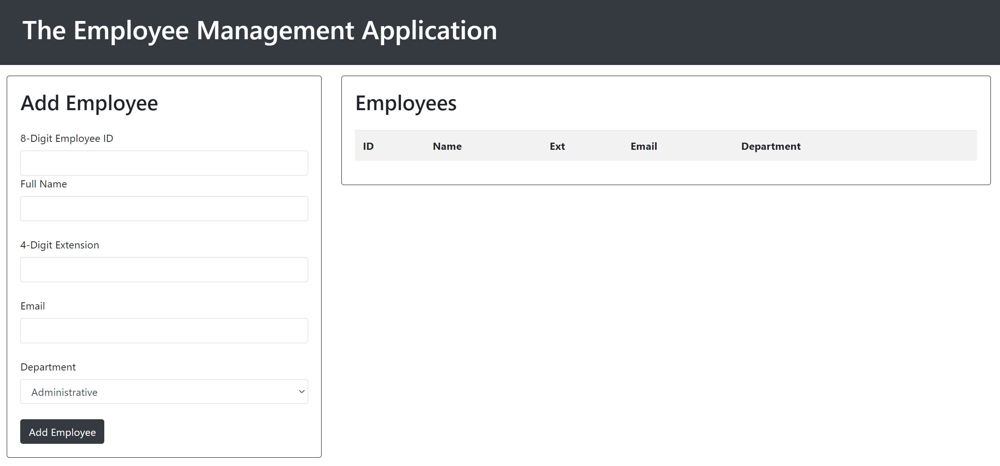 The Employee Management Application
Add Employee
8-Digit Employee ID
Full Name
4-Digit Extension
Email
Department
Administrative
Add Employee
Employees
ID Name Ext Email Department